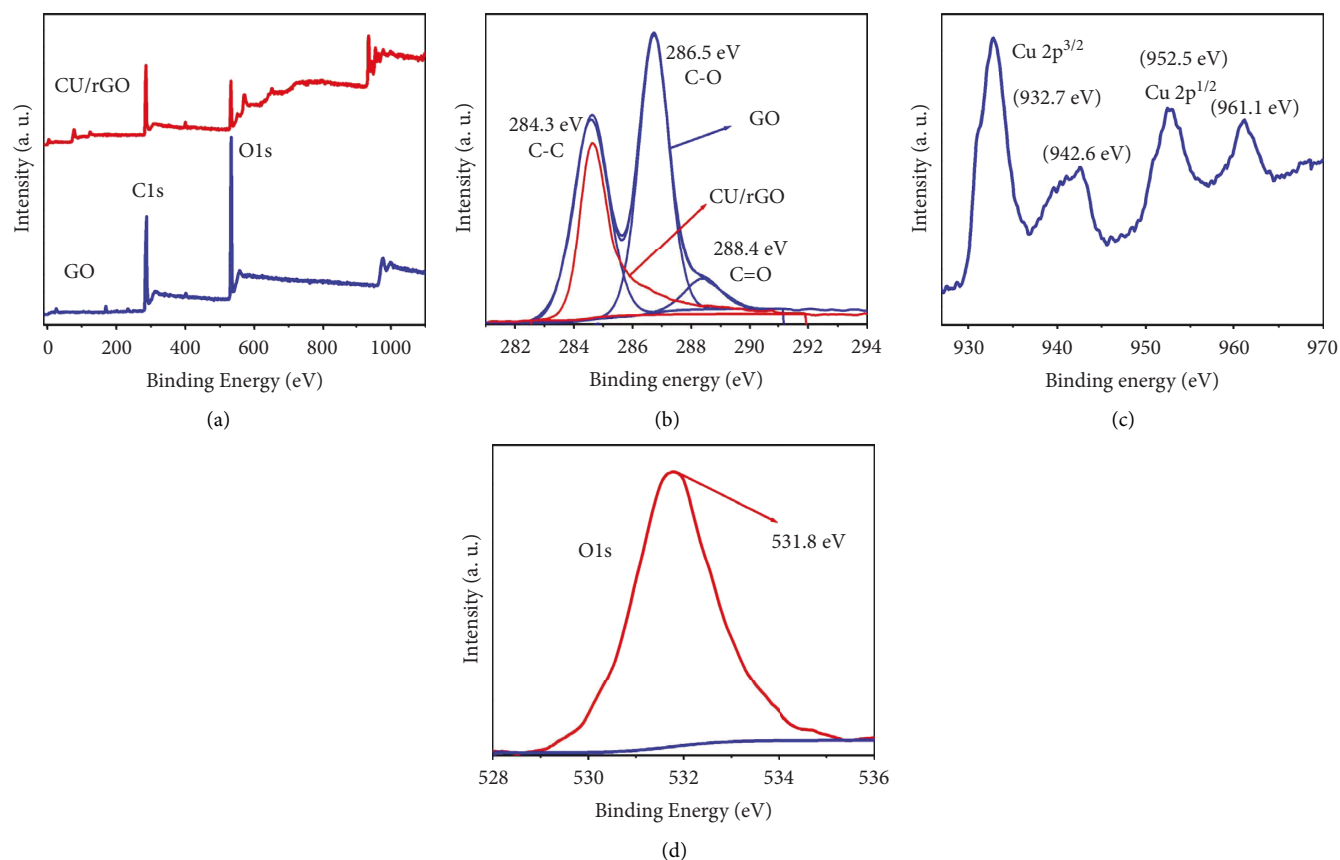 Intensity (a. u.)
CU/rGO
O1s
C1s
GO
0
200
400
600
800
1000
Binding Energy (eV)
(a)
Intensity (a. u.)
286.5 eV
C-O
284.3 eV
C-C
GO
CU/rGO
288.4 eV
C=O
282
284
286
288
290
292
294
Binding energy (eV)
(b)
Intensity (a. u.)
Cu 2p3/2
(932.7 eV)
(942.6 eV)
(952.5 eV)
Cu 2p1/2
(961.1 eV)
930
940
950
960
970
Binding energy (eV)
(c)
Intensity (a. u.)
O1s
531.8 eV
528
530
532
534
536
Binding Energy (eV)
(d)